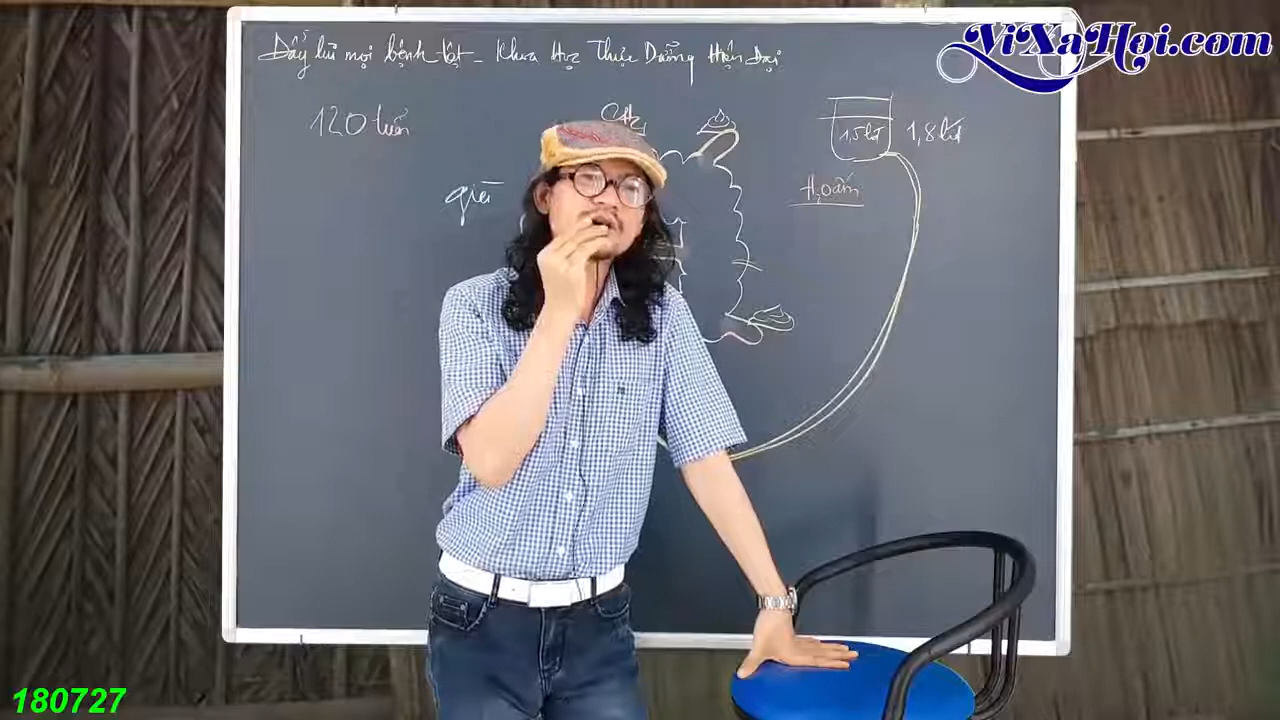 ViXaHoi.com
Đẩy lùi mọi bệnh tật - Khoa Học Thực Dưỡng Hiện Đại
120 tuổi
CH₂
1,5 lít
1,8 lít
H₂O ấm
180727